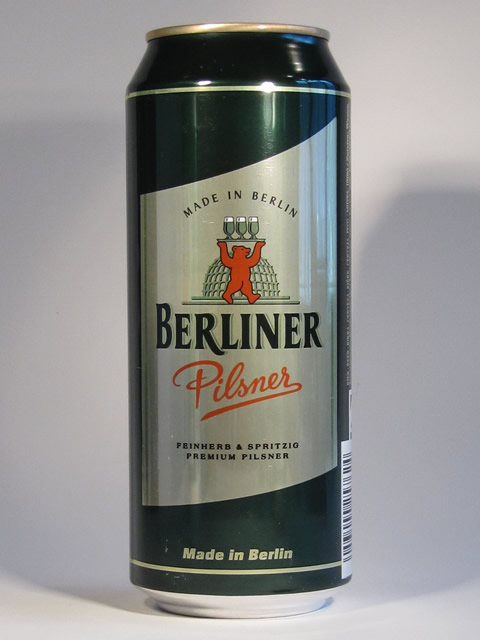 MADE IN BERLIN
BERLINER
Pilsner
FEINHERB & SPRITZIG
PREMIUM PILSNER
Made in Berlin